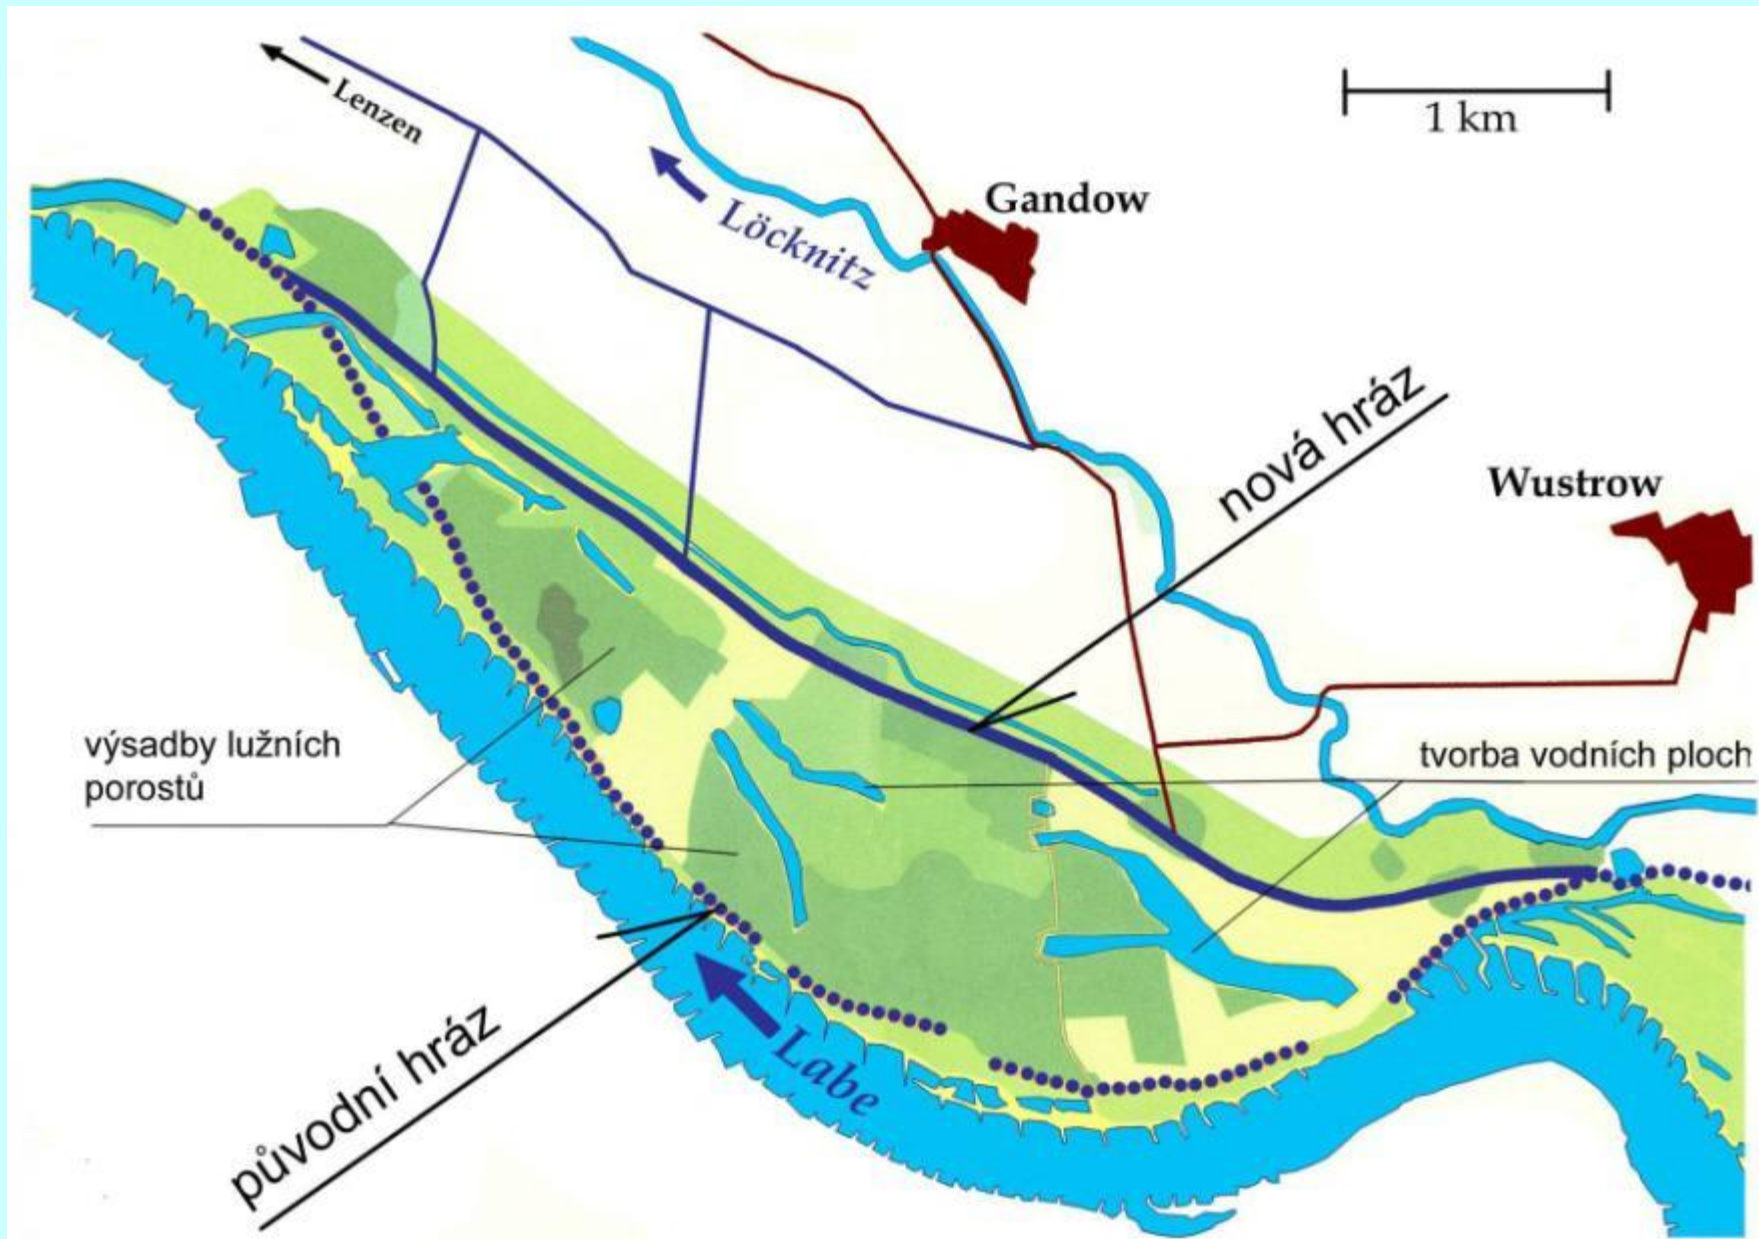 Lenzen
1 km
Gandow
Löcknitz
nová hráz
Wustrow
výsadby lužních
porostů
tvorba vodních ploch
původní hráz
Labe